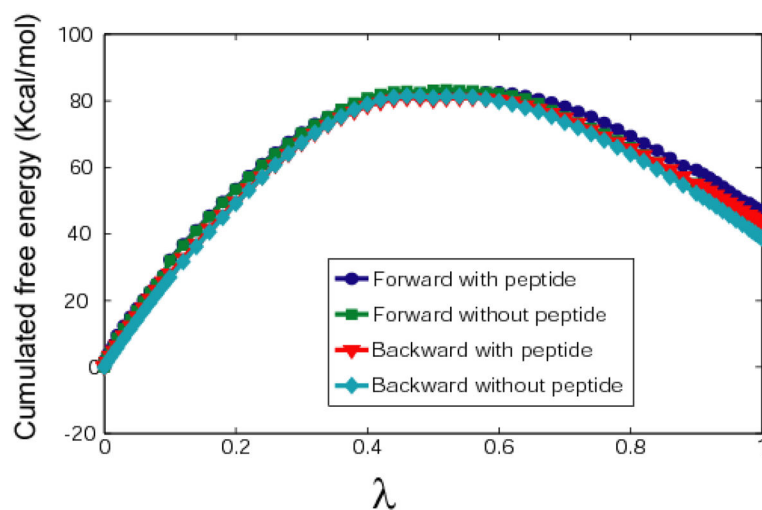 Cumulated free energy (Kcal/mol)
100
80
60
40
20
0
-20
0
0.2
0.4
0.6
0.8
1
λ
Forward with peptide
Forward without peptide
Backward with peptide
Backward without peptide